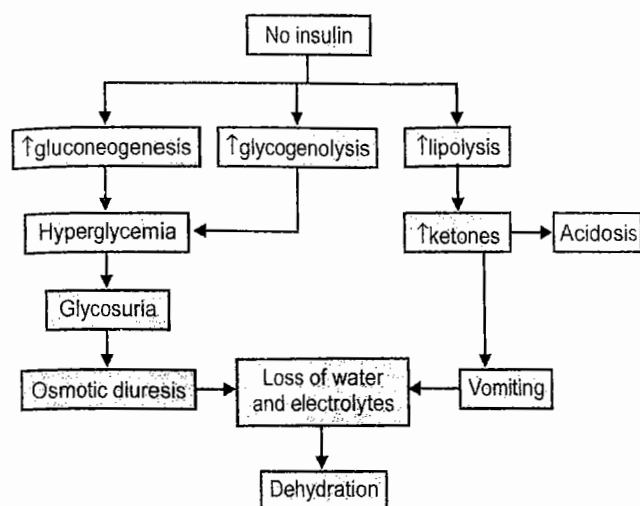 No insulin
↑gluconeogenesis
↑glycogenolysis
↑lipolysis
Hyperglycemia
↑ketones
Acidosis
Glycosuria
Osmotic diuresis
Loss of water
and electrolytes
Vomiting
Dehydration